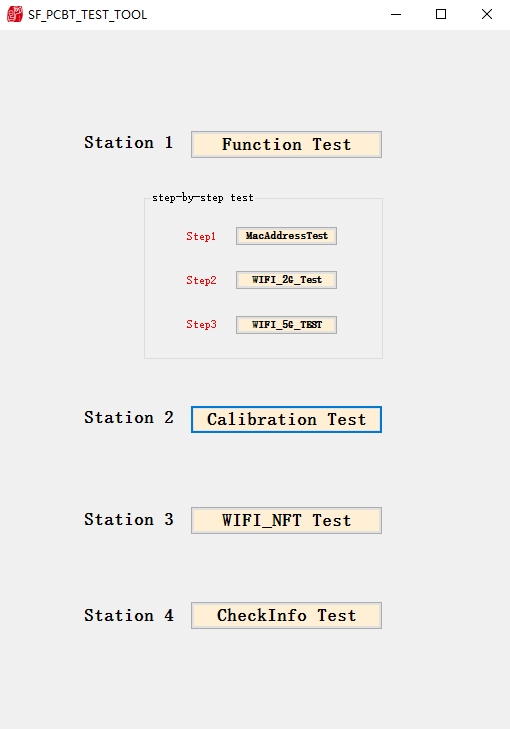 SF_PCBT_TEST_TOOL
Station 1 Function Test
step-by-step test
Step1 MacAddressTest
Step2 WIFI_2G_Test
Step3 WIFI_5G_TEST
Station 2 Calibration Test
Station 3 WIFI_NFT Test
Station 4 CheckInfo Test